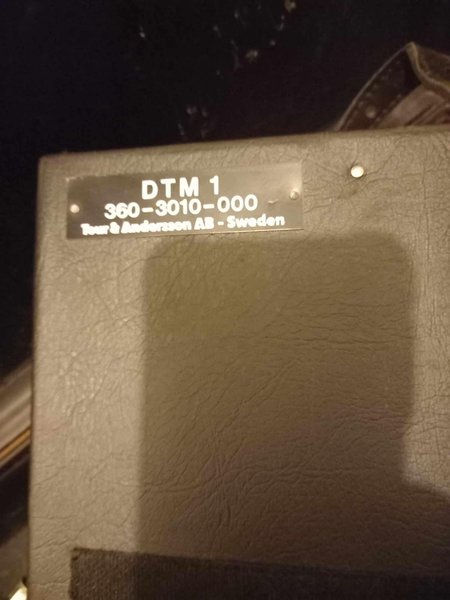 DTM 1
360-3010-000
Tour & Andersson AB - Sweden